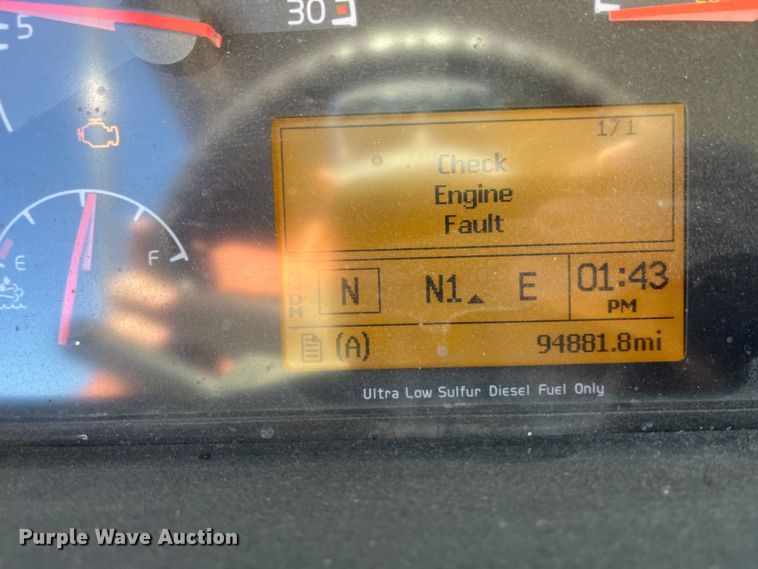 5
30
1/1
Check
Engine
Fault
E
F
N
N1 E
01:43
PM
(A)
94881.8mi
Ultra Low Sulfur Diesel Fuel Only
Purple Wave Auction